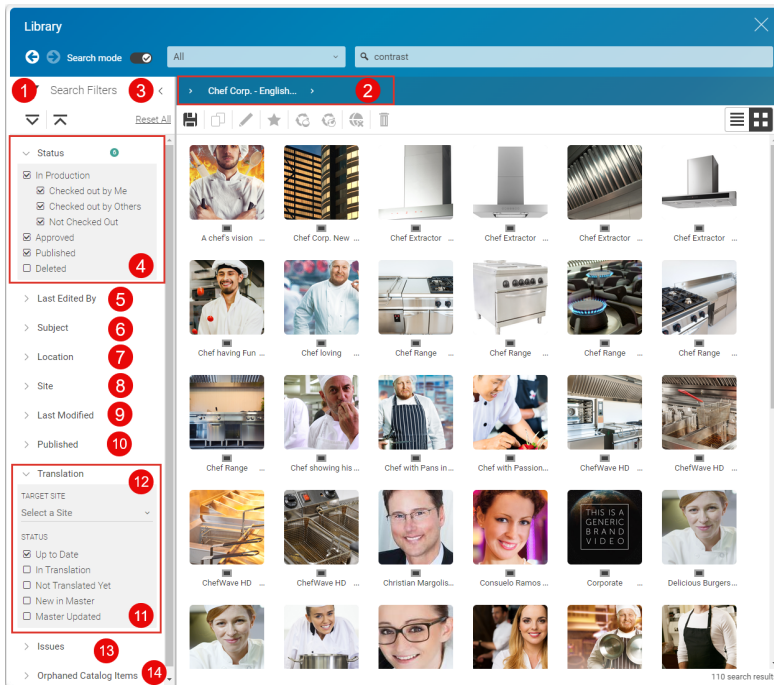 Library
Search mode
All
contrast
1
Search Filters
3
Chef Corp. - English...
2
Reset All
Status
6
In Production
Checked out by Me
Checked out by Others
Not Checked Out
Approved
Published
Deleted
4
Last Edited By
5
Subject
6
Location
7
Site
8
Last Modified
9
Published
10
Translation
12
TARGET SITE
Select a Site
STATUS
Up to Date
In Translation
Not Translated Yet
New in Master
Master Updated
11
Issues
13
Orphaned Catalog Items
14
A chef's vision ...
Chef Corp. New ...
Chef Extractor ...
Chef Extractor ...
Chef Extractor ...
Chef Extractor ...
Chef having Fun ...
Chef loving ...
Chef Range ...
Chef Range ...
Chef Range ...
Chef Range ...
Chef Range ...
Chef showing his ...
Chef with Pans in ...
Chef with Passion...
ChefWave HD ...
ChefWave HD ...
ChefWave HD ...
ChefWave HD ...
Christian Margolis...
Consuelo Ramos ...
THIS IS A
GENERIC
BRAND
VIDEO
Corporate ...
Delicious Burgers ...
110 search result